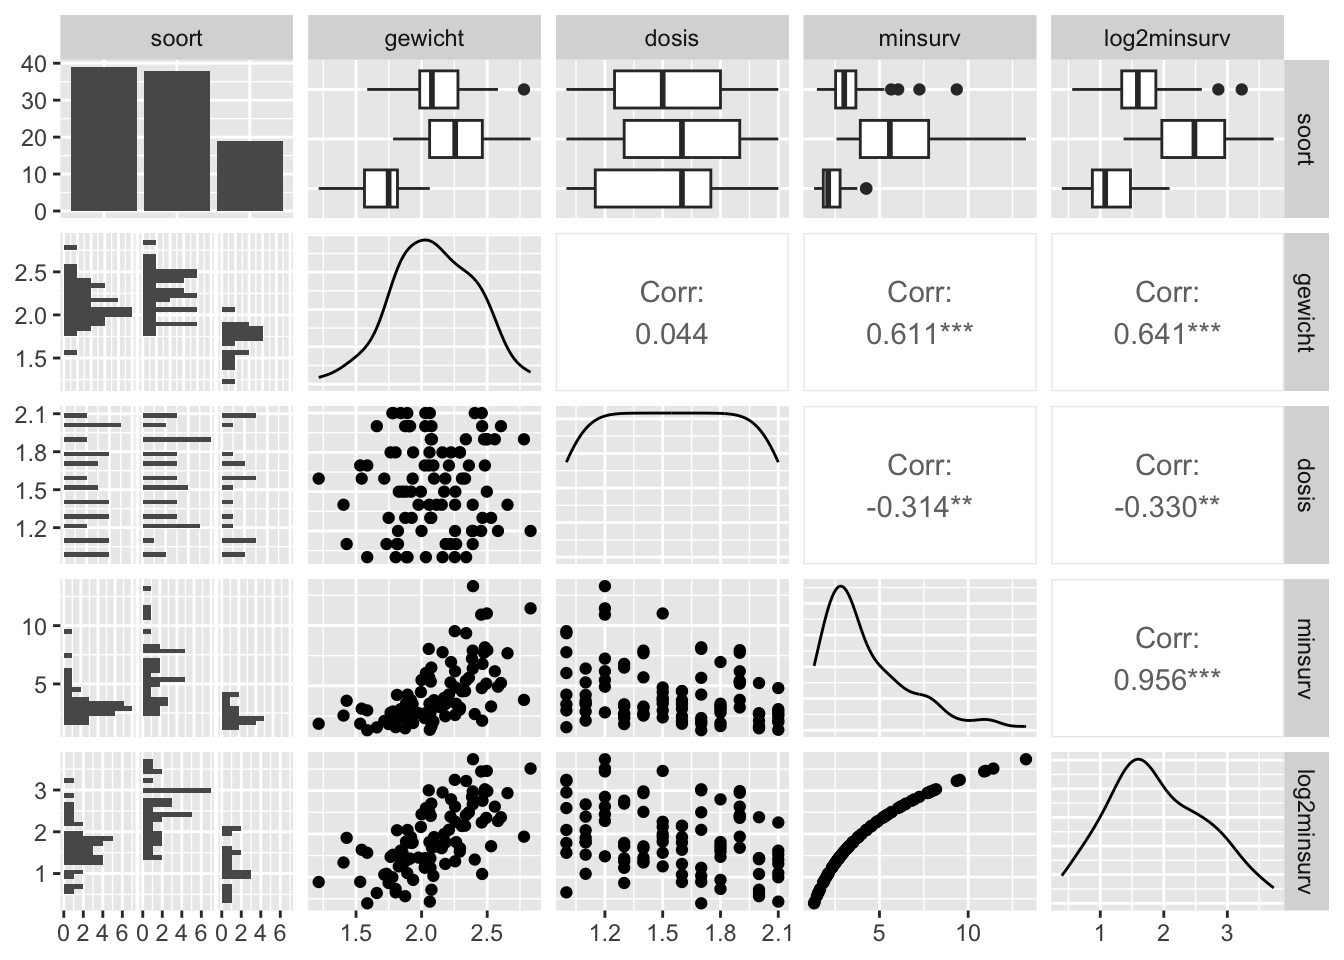 soort gewicht dosis minsurv log2minsurv
40
30
20
10
0
soort
2.5
2.0
1.5
Corr: Corr: Corr:
0.044 0.611*** 0.641***
gewicht
2.1
1.8
1.5
1.2
Corr: Corr:
-0.314** -0.330**
dosis
10
5
Corr:
0.956***
minsurv
3
2
1
log2minsurv
0 2 4 6 0 2 4 6 0 2 4 6 1.5 2.0 2.5 1.2 1.5 1.8 2.1 5 10 1 2 3